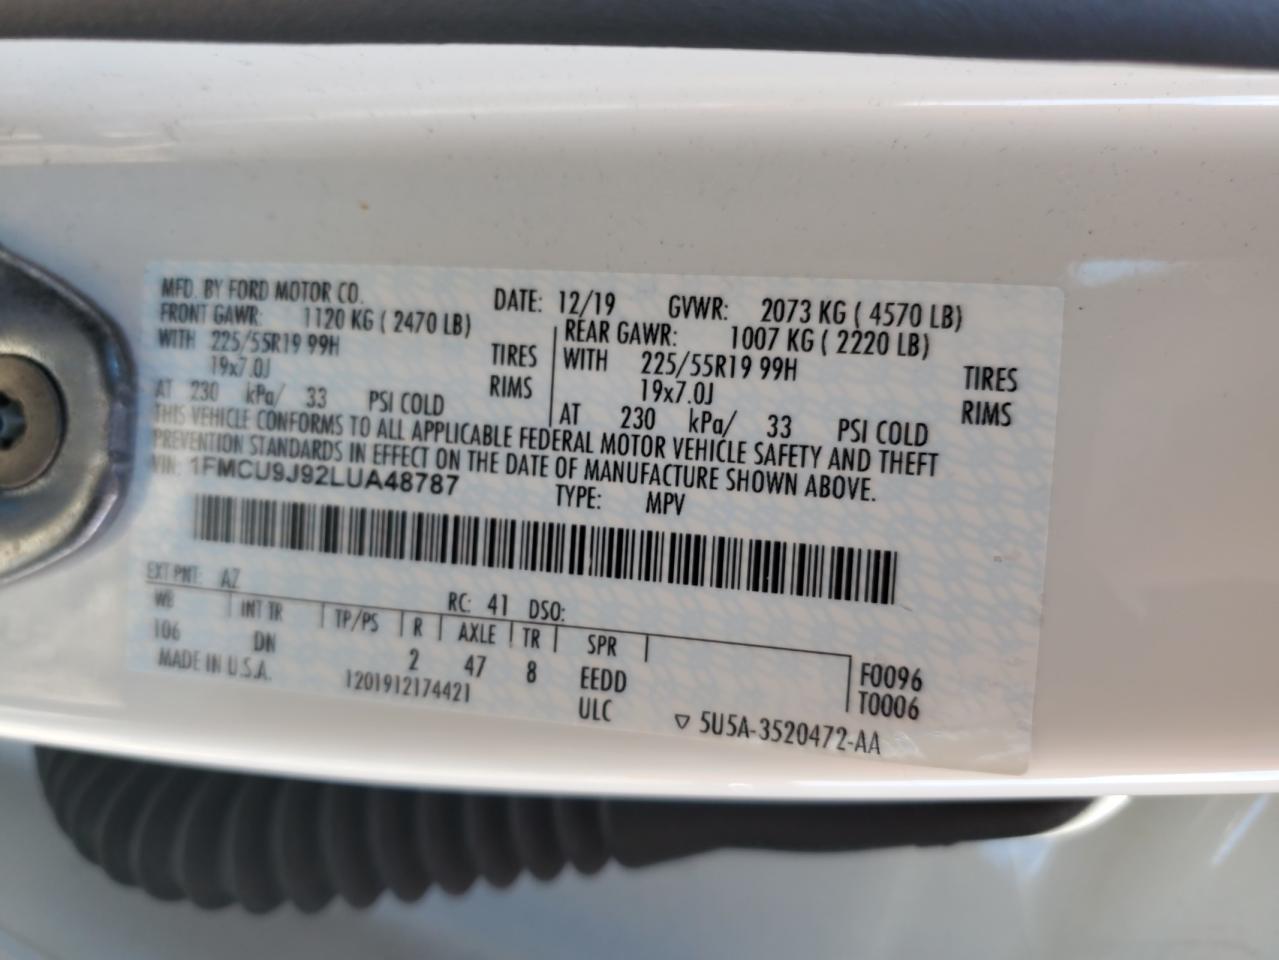 MFD. BY FORD MOTOR CO. DATE: 12/19 GVWR: 2073 KG ( 4570 LB)
FRONT GAWR: 1120 KG ( 2470 LB) REAR GAWR: 1007 KG ( 2220 LB)
WITH 225/55R19 99H TIRES WITH 225/55R19 99H TIRES
19x7.0J RIMS 19x7.0J RIMS
AT 230 kPa/ 33 PSI COLD AT 230 kPa/ 33 PSI COLD
THIS VEHICLE CONFORMS TO ALL APPLICABLE FEDERAL MOTOR VEHICLE SAFETY AND THEFT
PREVENTION STANDARDS IN EFFECT ON THE DATE OF MANUFACTURE SHOWN ABOVE.
VIN: 1FMCU9J92LUA48787 TYPE: MPV
EXT PNT: AZ RC: 41 DSO:
WB INT TR TP/PS R AXLE TR SPR
106 DN 2 47 8 EEDD F0096
MADE IN U.S.A. 1201912174421 ULC T0006
▽ 5U5A-3520472-AA